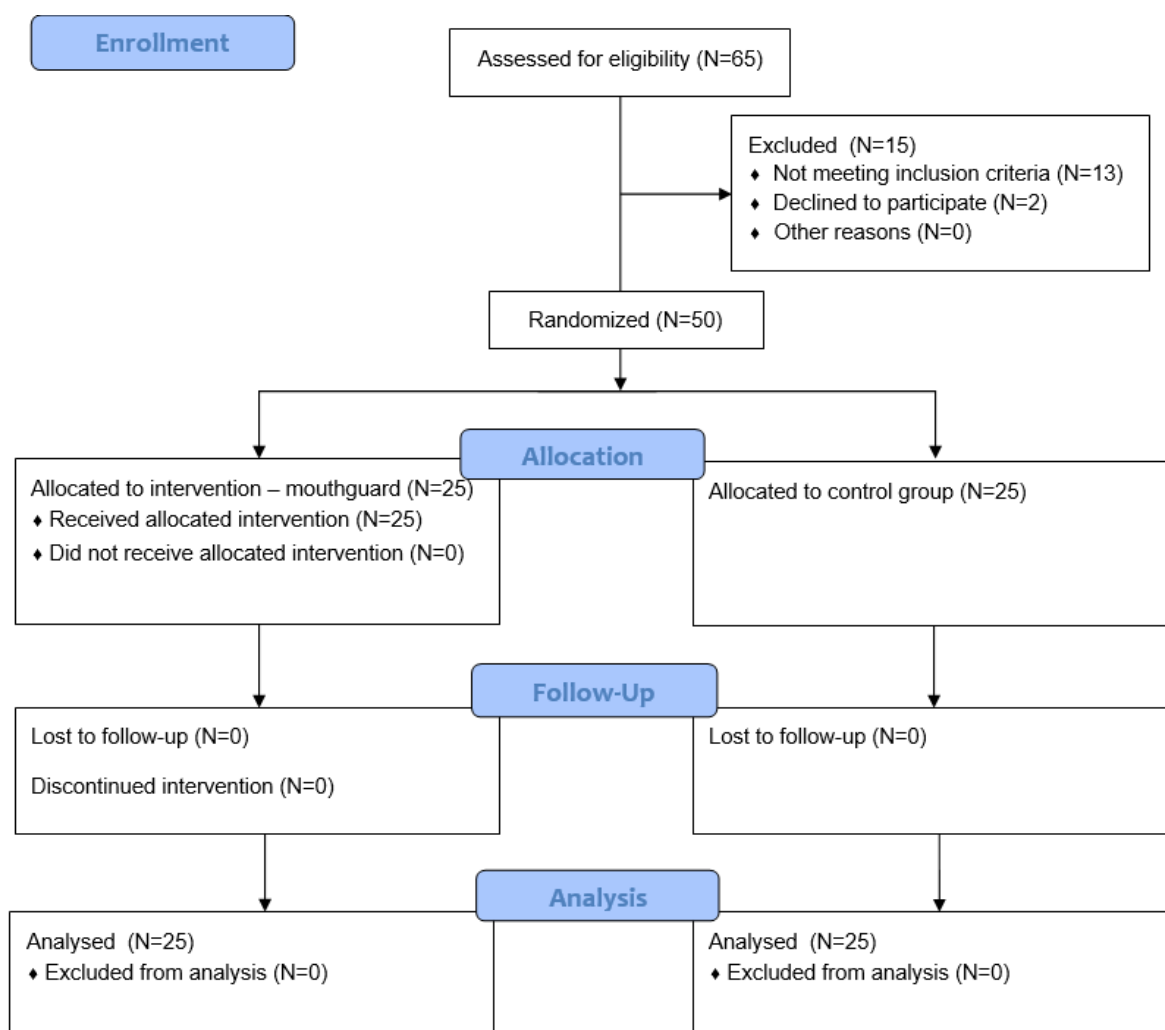 Enrollment
Assessed for eligibility (N=65)
Excluded (N=15)
♦ Not meeting inclusion criteria (N=13)
♦ Declined to participate (N=2)
♦ Other reasons (N=0)
Randomized (N=50)
Allocation
Allocated to intervention – mouthguard (N=25)
♦ Received allocated intervention (N=25)
♦ Did not receive allocated intervention (N=0)
Allocated to control group (N=25)
Follow-Up
Lost to follow-up (N=0)
Discontinued intervention (N=0)
Lost to follow-up (N=0)
Analysis
Analysed (N=25)
♦ Excluded from analysis (N=0)
Analysed (N=25)
♦ Excluded from analysis (N=0)